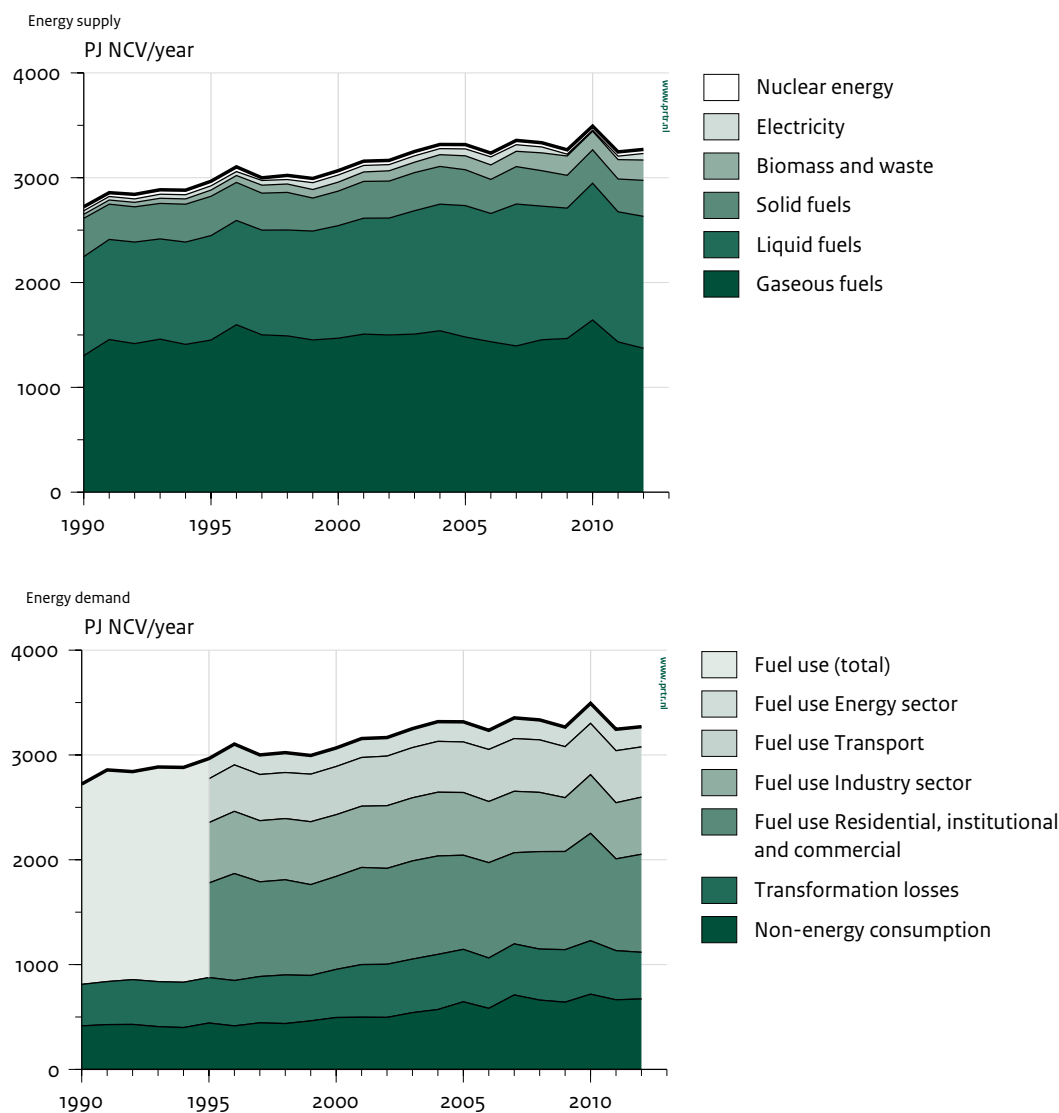 Energy supply
PJ NCV/year
4000
3000
2000
1000
0
1990
1995
2000
2005
2010
www.prtr.nl
Nuclear energy
Electricity
Biomass and waste
Solid fuels
Liquid fuels
Gaseous fuels
Energy demand
PJ NCV/year
4000
3000
2000
1000
0
1990
1995
2000
2005
2010
www.prtr.nl
Fuel use (total)
Fuel use Energy sector
Fuel use Transport
Fuel use Industry sector
Fuel use Residential, institutional
and commercial
Transformation losses
Non-energy consumption